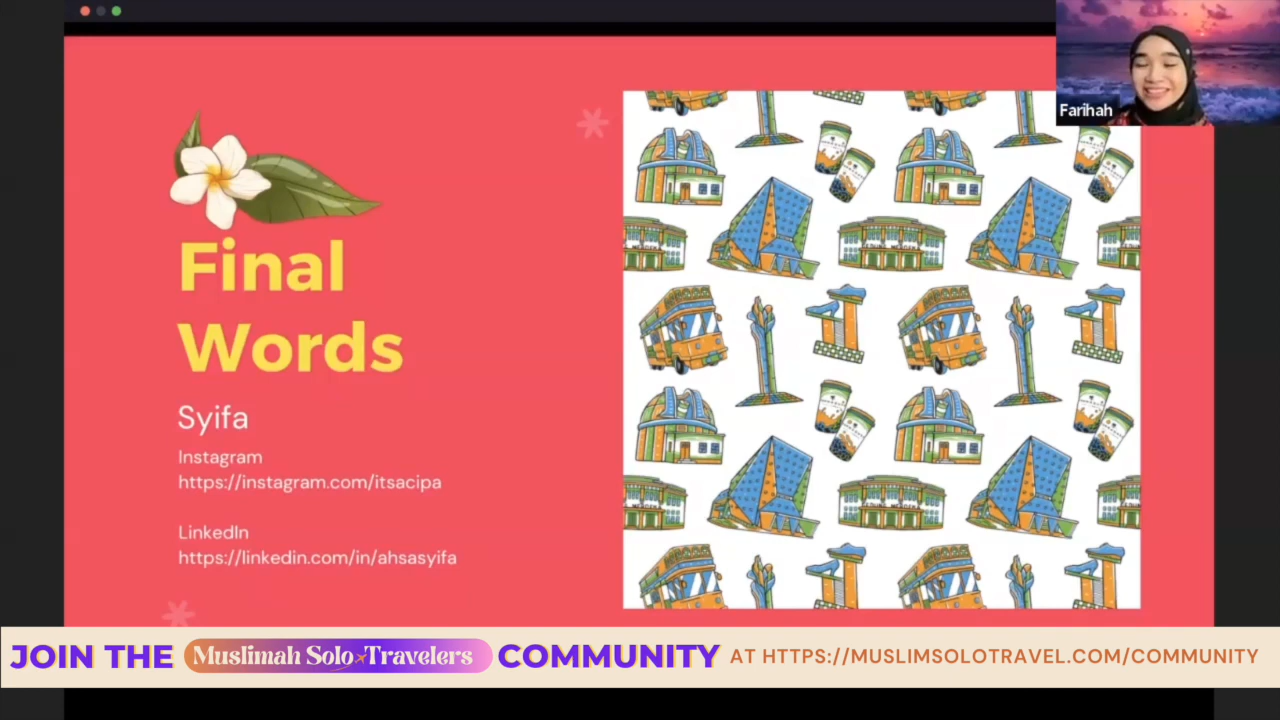 Farihah
Final
Words
Syifa
Instagram
https://instagram.com/itsacipa
LinkedIn
https://linkedin.com/in/ahsasyifa
JOIN THE Muslimah Solo Travelers COMMUNITY AT HTTPS://MUSLIMSOLOTRAVEL.COM/COMMUNITY